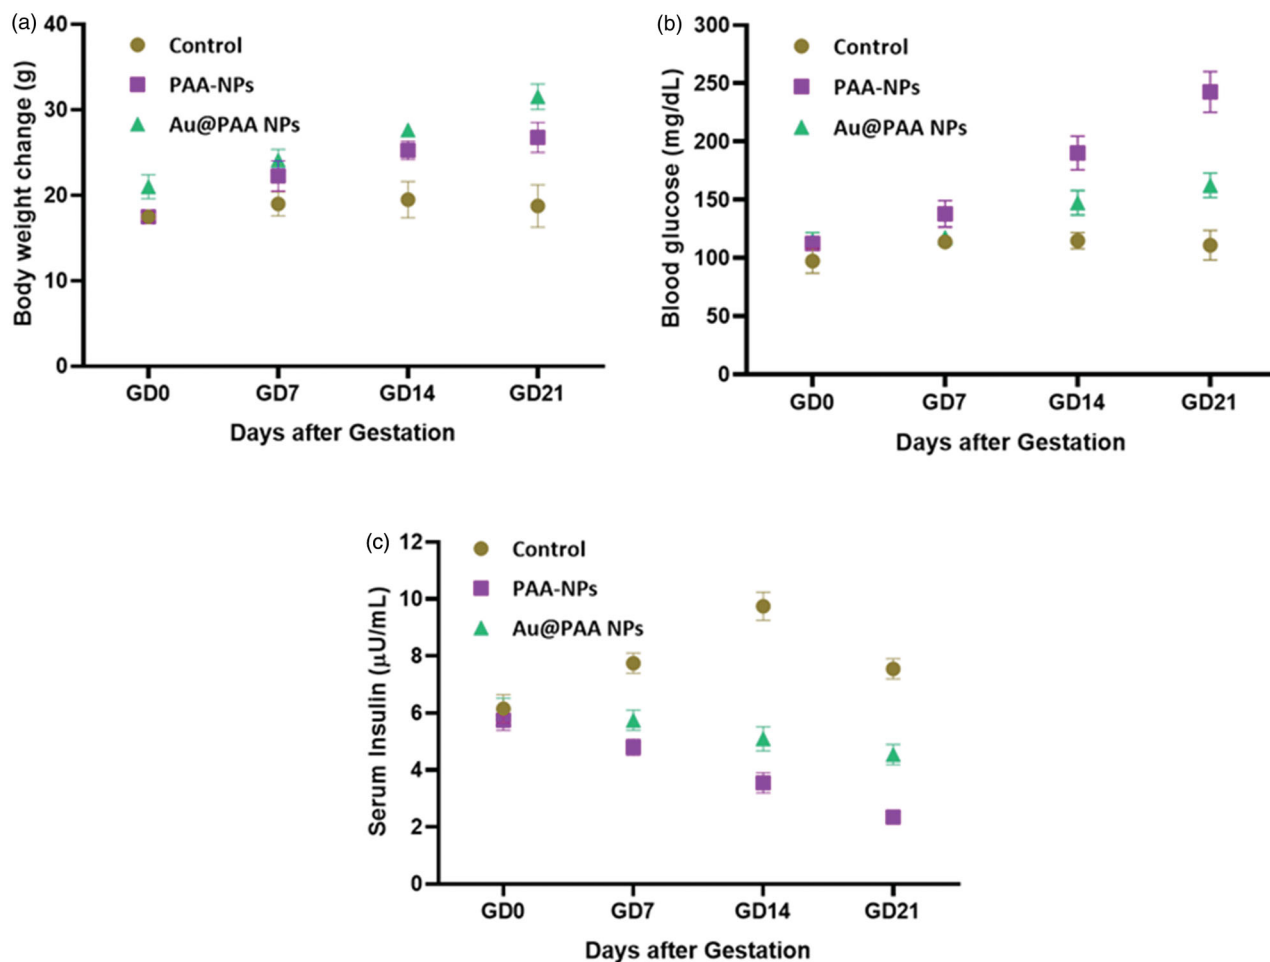 (a)
Body weight change (g)
40
30
20
10
0
Control
PAA-NPs
Au@PAA NPs
GD0 GD7 GD14 GD21
Days after Gestation
(b)
Blood glucose (mg/dL)
300
250
200
150
100
50
0
Control
PAA-NPs
Au@PAA NPs
GD0 GD7 GD14 GD21
Days after Gestation
(c)
Serum Insulin (μU/mL)
12
10
8
6
4
2
0
Control
PAA-NPs
Au@PAA NPs
GD0 GD7 GD14 GD21
Days after Gestation